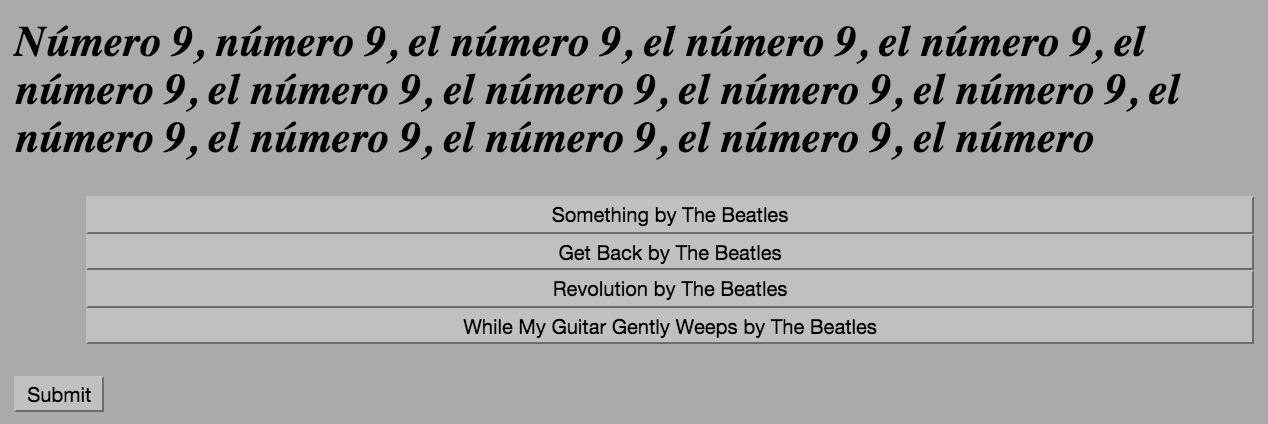 Número 9, número 9, el número 9, el número 9, el número 9, el
número 9, el número 9, el número 9, el número 9, el número 9, el
número 9, el número 9, el número 9, el número 9, el número
Something by The Beatles
Get Back by The Beatles
Revolution by The Beatles
While My Guitar Gently Weeps by The Beatles
Submit